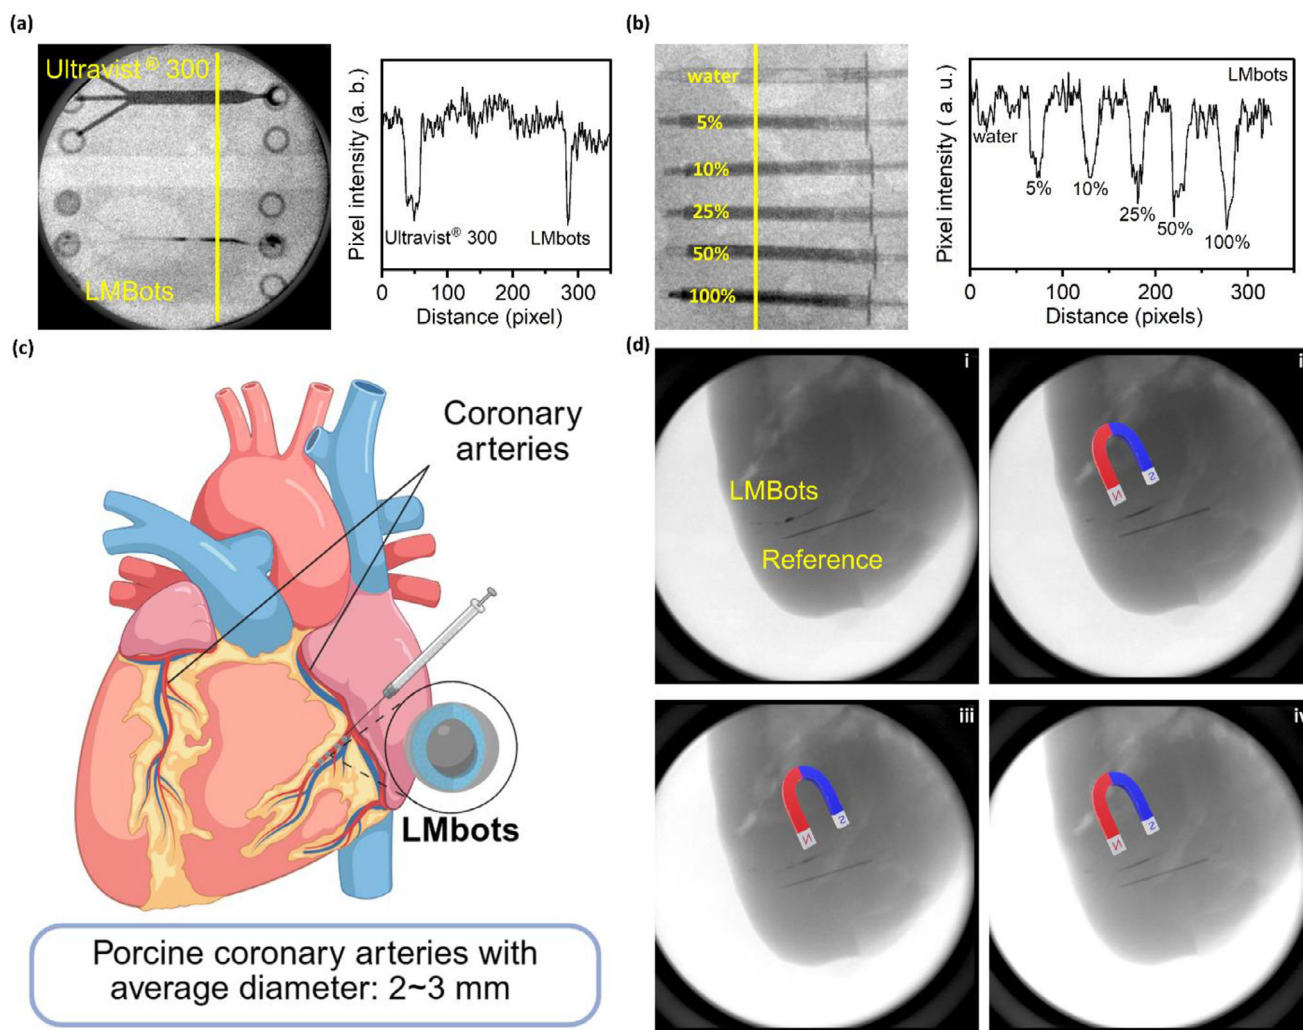 (a)
Ultravist® 300
LMBots
Pixel intensity (a. b.)
Ultravist® 300
LMbots
0
100
200
300
Distance (pixel)
(b)
water
5%
10%
25%
50%
100%
Pixel intensity ( a. u.)
LMbots
water
5%
10%
25%
50%
100%
0
100
200
300
Distance (pixels)
(c)
Coronary
arteries
LMbots
Porcine coronary arteries with
average diameter: 2~3 mm
(d)
i
LMBots
Reference
i
N
S
iii
N
S
iv
N
S